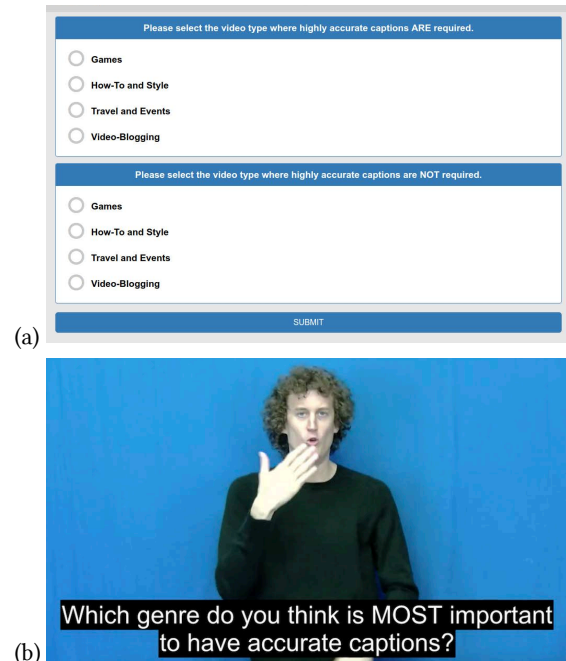 Please select the video type where highly accurate captions ARE required.
Games
How-To and Style
Travel and Events
Video-Blogging
Please select the video type where highly accurate captions are NOT required.
Games
How-To and Style
Travel and Events
Video-Blogging
SUBMIT
(a)
Which genre do you think is MOST important
to have accurate captions?
(b)